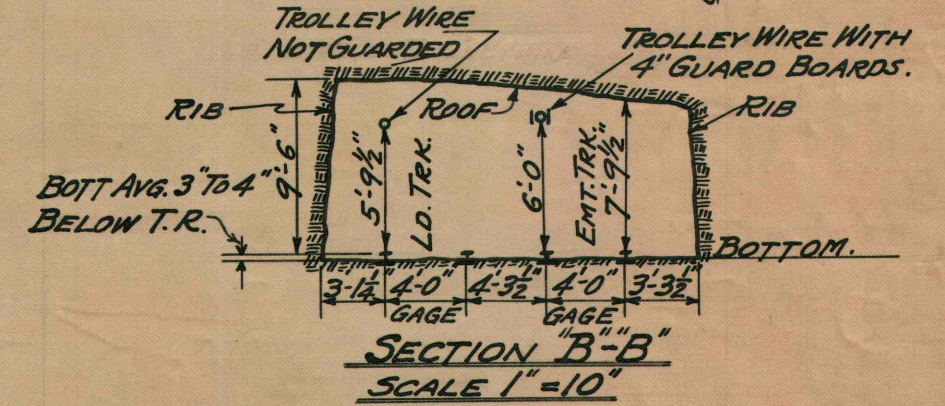 TROLLEY WIRE
NOT GUARDED
TROLLEY WIRE WITH
4" GUARD BOARDS.
RIB
ROOF
RIB
9'-6"
5'-9½"
LD. TRK.
6'-0"
EMT. TRK.
7'-9½"
BOTT AVG. 3" TO 4"
BELOW T.R.
BOTTOM.
3-1¼" 4'-0" 4'-3½" 4'-0" 3'-3½"
GAGE GAGE
SECTION "B"-"B"
SCALE 1"=10"